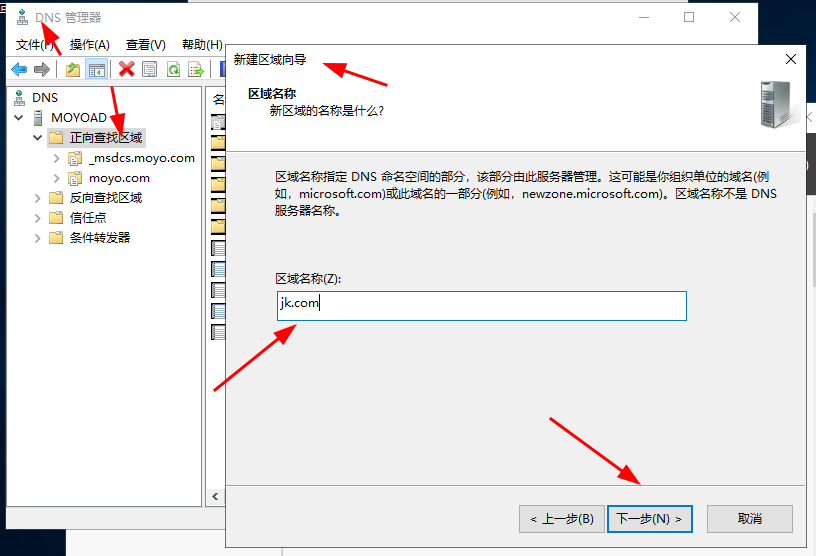 DNS 管理器
文件(F)
操作(A)
查看(V)
帮助(H)
DNS
MOYOAD
正向查找区域
_msdcs.moyo.com
moyo.com
反向查找区域
信任点
条件转发器
名
新建区域向导
区域名称
新区域的名称是什么?
区域名称指定 DNS 命名空间的部分，该部分由此服务器管理。这可能是你组织单位的域名(例
如，microsoft.com)或此域名的一部分(例如，newzone.microsoft.com)。区域名称不是 DNS
服务器名称。
区域名称(Z):
jk.com
< 上一步(B)
下一步(N) >
取消